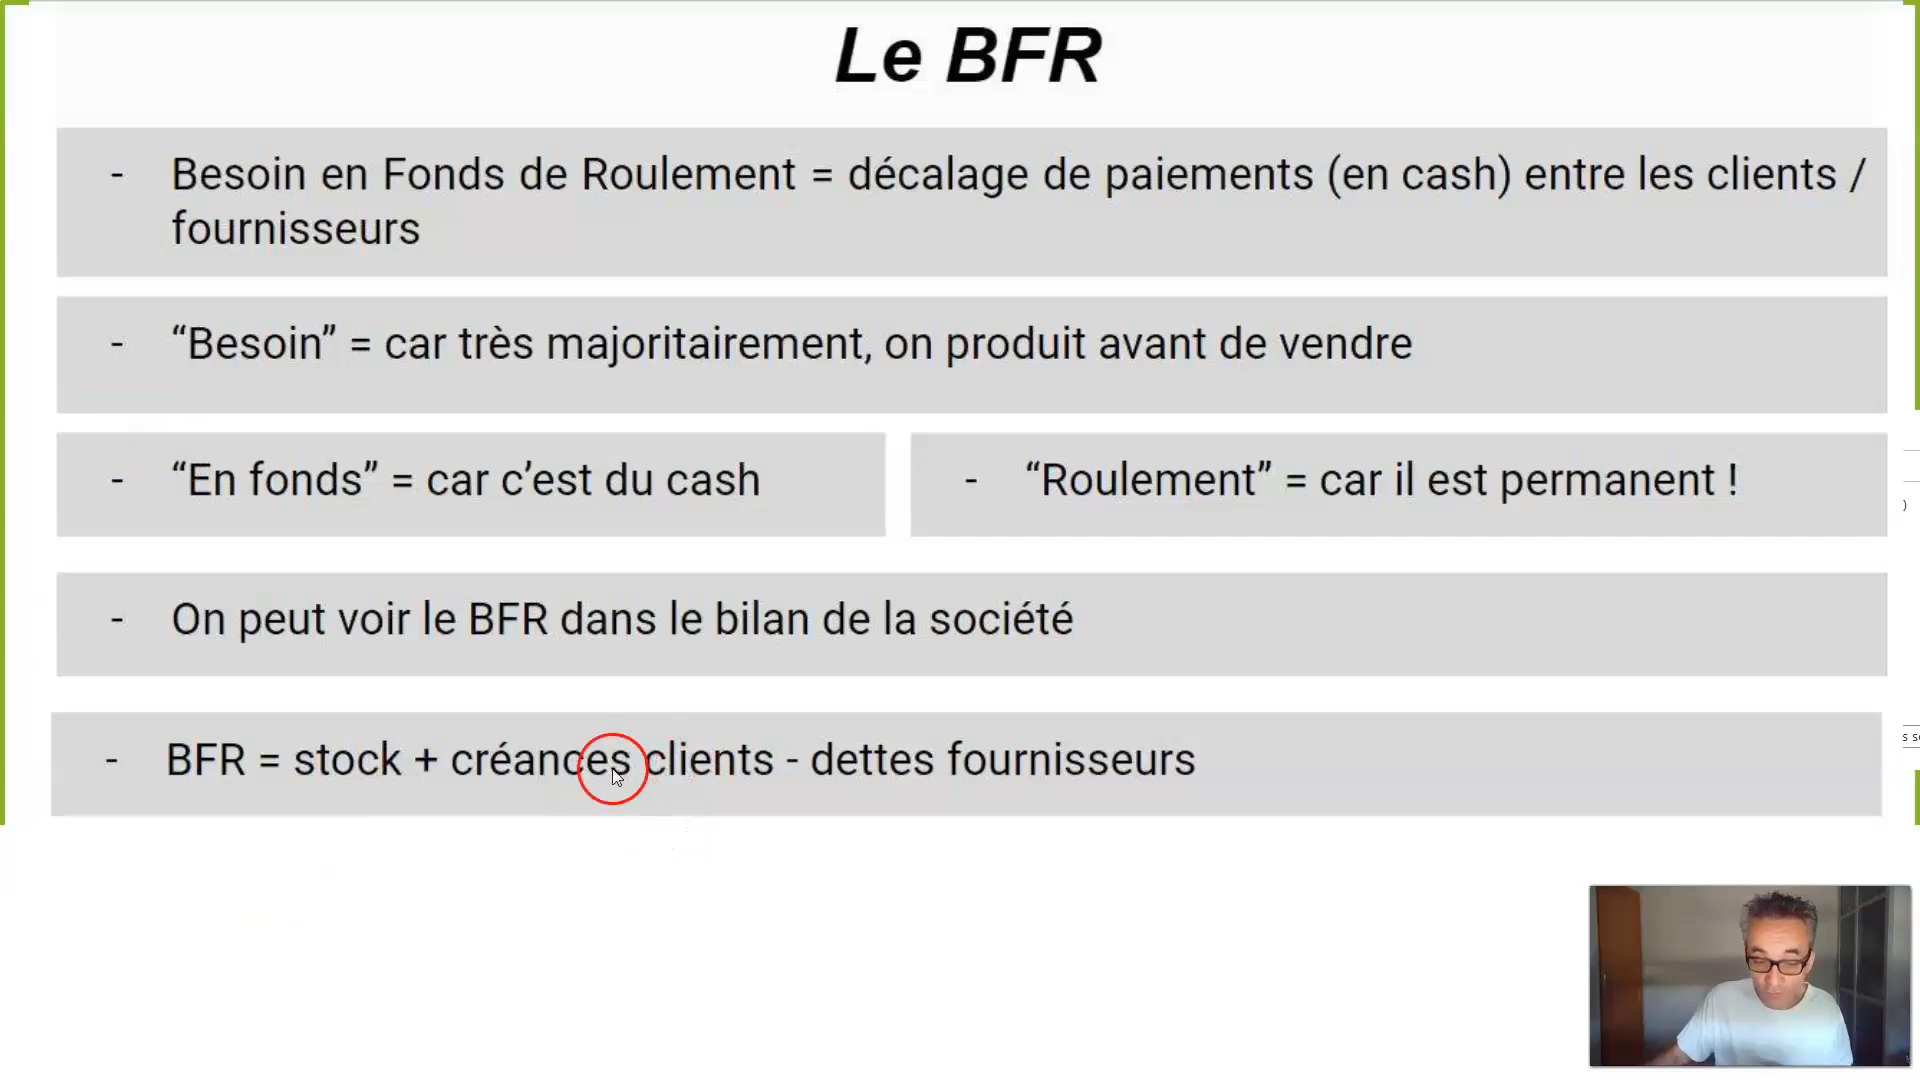 Le BFR
- Besoin en Fonds de Roulement = décalage de paiements (en cash) entre les clients /
fournisseurs
- “Besoin” = car très majoritairement, on produit avant de vendre
- “En fonds” = car c’est du cash
- “Roulement” = car il est permanent !
)
- On peut voir le BFR dans le bilan de la société
- BFR = stock + créances clients - dettes fournisseurs